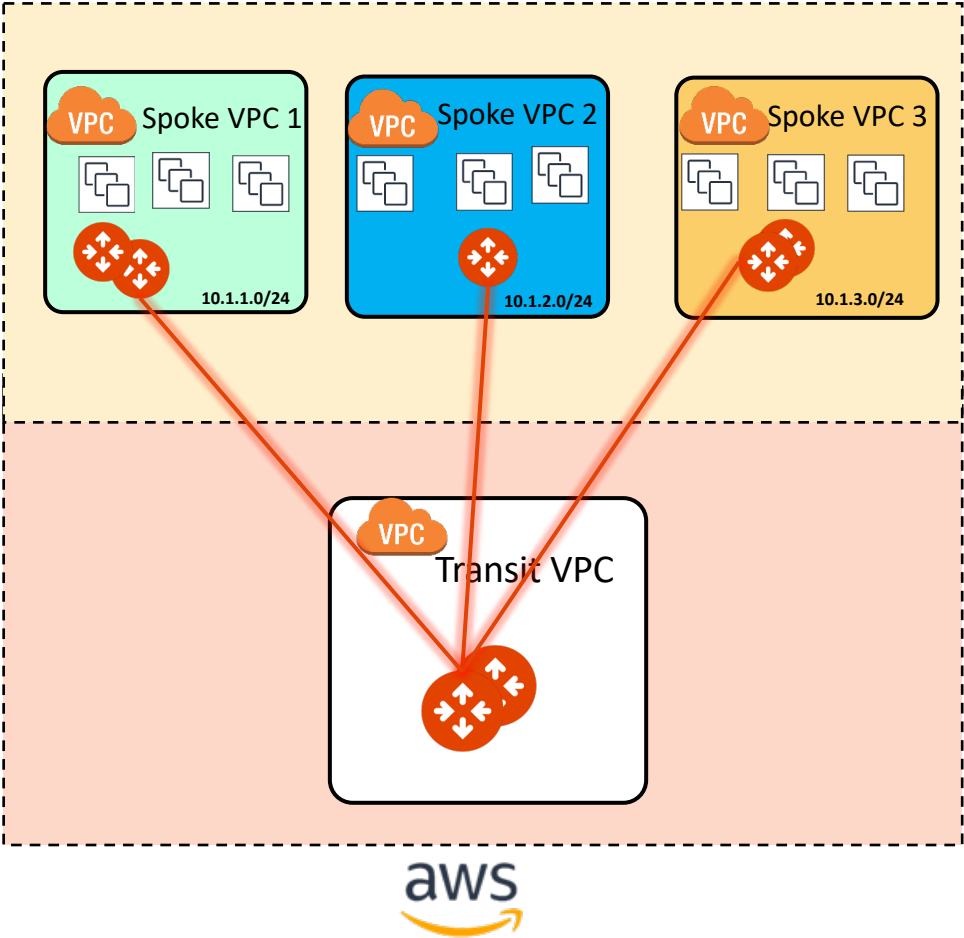 VPC
Spoke VPC 1
VPC
Spoke VPC 2
VPC
Spoke VPC 3
10.1.1.0/24
10.1.2.0/24
10.1.3.0/24
VPC
Transit VPC
aws